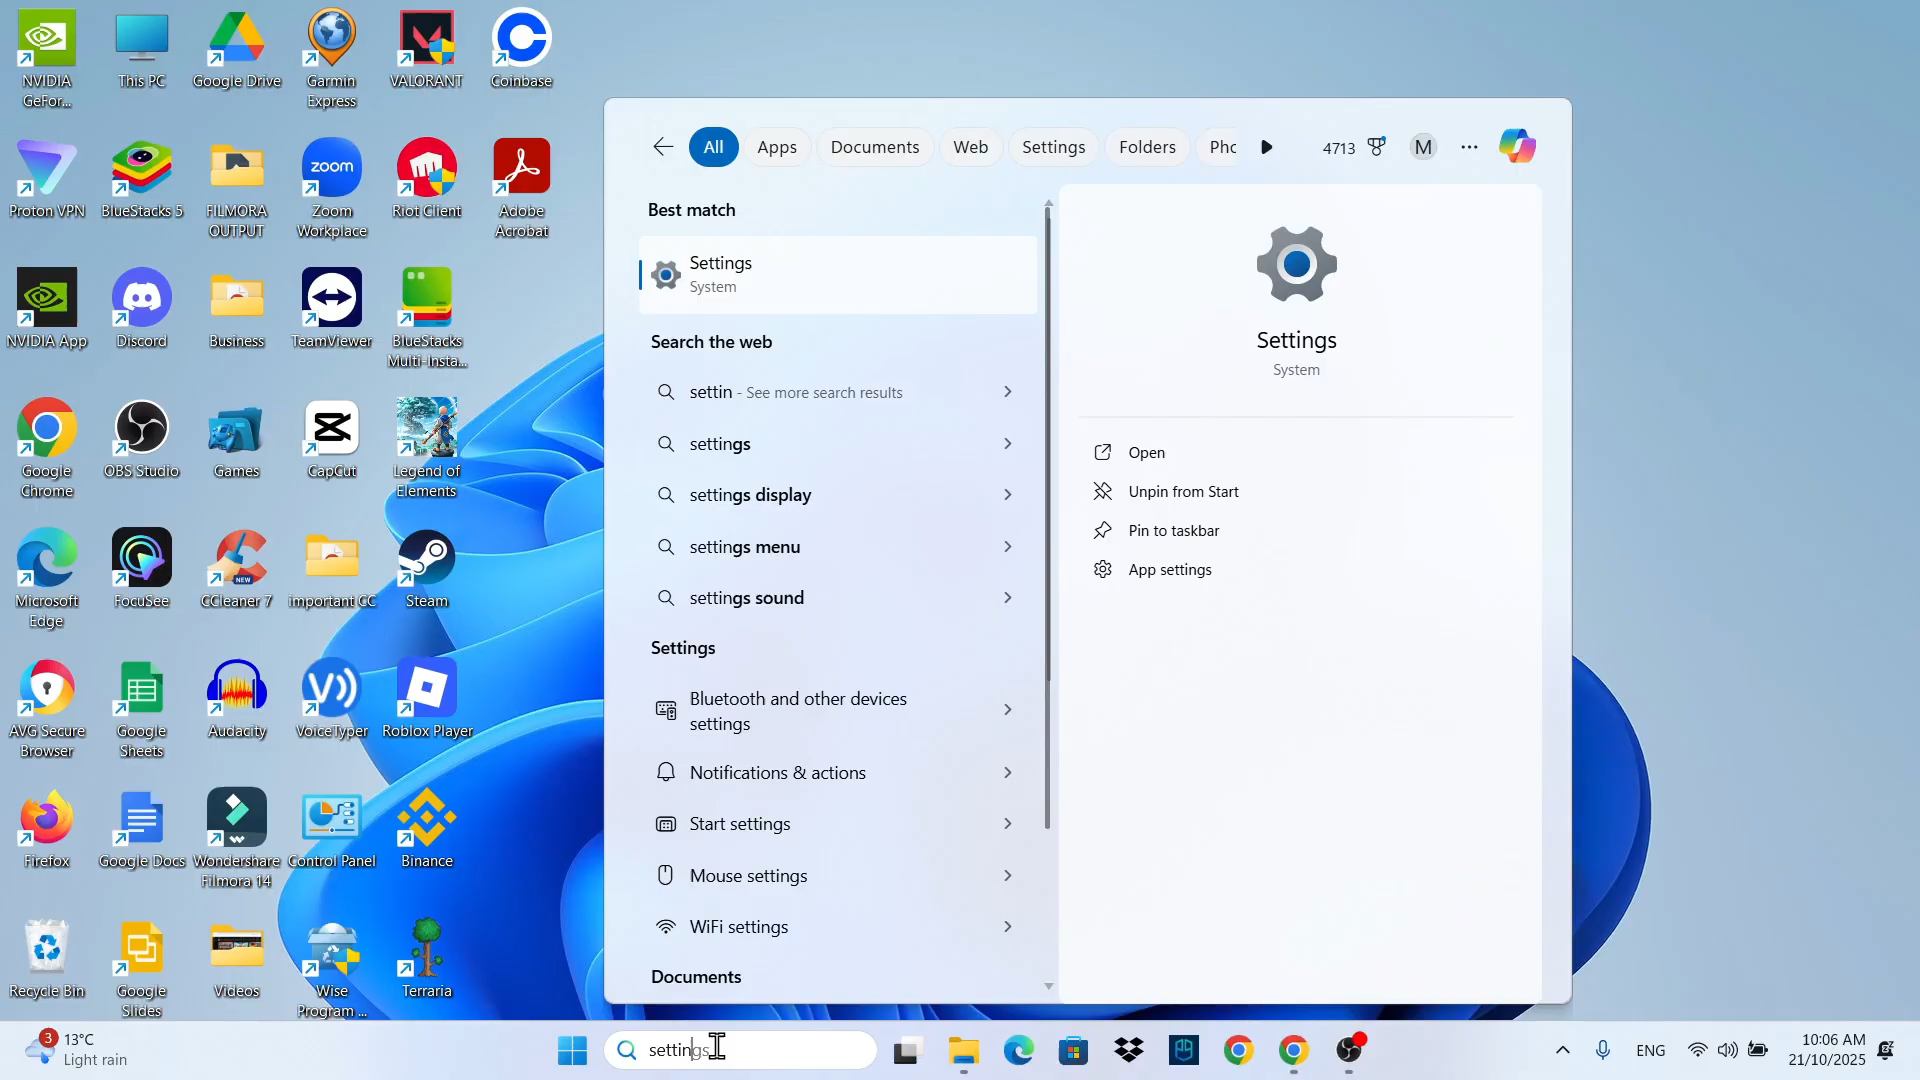 NVIDIA
GeFor...
This PC
Google Drive
Garmin
Express
VALORANT
Coinbase
Proton VPN
BlueStacks 5
FILMORA
OUTPUT
zoom
Zoom
Workplace
Riot Client
Adobe
Acrobat
NVIDIA App
Discord
Business
TeamViewer
BlueStacks
Multi-Insta...
Google
Chrome
OBS Studio
Games
CapCut
Legend of
Elements
Microsoft
Edge
FocuSee
NEW
CCleaner 7
important CC
Steam
AVG Secure
Browser
Google
Sheets
Audacity
VoiceTyper
Roblox Player
Firefox
Google Docs
Wondershare
Filmora 14
Control Panel
Binance
Recycle Bin
Google
Slides
Videos
Wise
Program ...
Terraria
All
Apps
Documents
Web
Settings
Folders
Pho
4713
M
Best match
Settings
System
Search the web
settin - See more search results
settings
settings display
settings menu
settings sound
Settings
Bluetooth and other devices
settings
Notifications & actions
Start settings
Mouse settings
WiFi settings
Documents
Settings
System
Open
Unpin from Start
Pin to taskbar
App settings
3
13°C
Light rain
settings
ENG
10:06 AM
21/10/2025